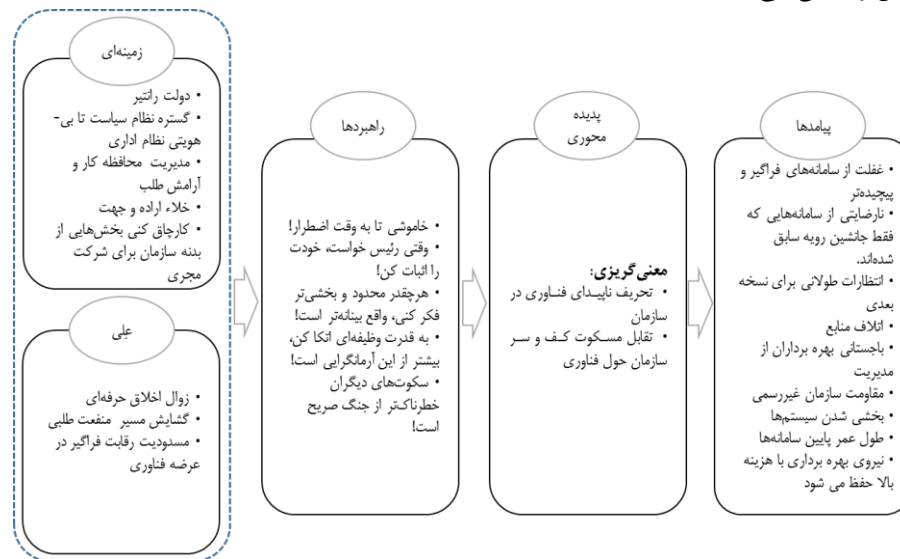 زمینه‌ای
• دولت رانتیر
• گستره نظام سیاست تا بی-
هویتی نظام اداری
• مدیریت محافظه کار و
آرامش طلب
• خلاء اراده و جهت
• کارچاق کنی بخش‌هایی از
بدنه سازمان برای شرکت
مجری
علِی
• زوال اخلاق حرفه‌ای
• گشایش مسیر منفعت طلبی
• مسدودیت رقابت فراگیر در
عرضه فناوری
راهبردها
• خاموشی تا به وقت اضطرار!
• وقتی رئیس خواست، خودت
را اثبات کن!
• هرچقدر محدود و بخشی‌تر
فکر کنی، واقع بینانه‌تر است!
• به قدرت وظیفه‌ای اتکا کن،
بیشتر از این آرمانگرایی است!
• سکوت‌های دیگران
خطرناک‌تر از جنگ صریح
است!
پدیده
محوری
معنی‌گریزی:
• تحریف ناپیدای فناوری در
سازمان
• تقابل مسکوت کف و سر
سازمان حول فناوری
پیامدها
• غفلت از سامانه‌های فراگیر و
پیچیده‌تر
• نارضایتی از سامانه‌هایی که
فقط جانشین رویه سابق
شده‌اند.
• انتظارات طولانی برای نسخه
بعدی
• اتلاف منابع
• باجستانی بهره برداران از
مدیریت
• مقاومت سازمان غیررسمی
• بخشی شدن سیستم‌ها
• طول عمر پایین سامانه‌ها
• نیروی بهره برداری با هزینه
بالا حفظ می شود